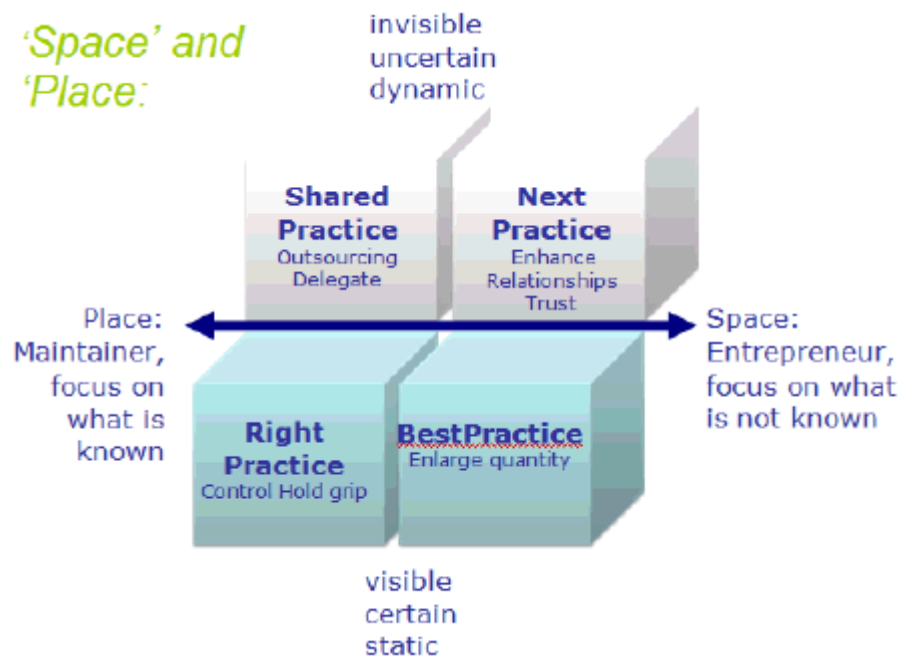 ‘Space’ and
‘Place:
invisible
uncertain
dynamic
Shared
Practice
Outsourcing
Delegate
Next
Practice
Enhance
Relationships
Trust
Place:
Maintainer,
focus on
what is
known
Space:
Entrepreneur,
focus on what
is not known
Right
Practice
Control Hold grip
BestPractice
Enlarge quantity
visible
certain
static